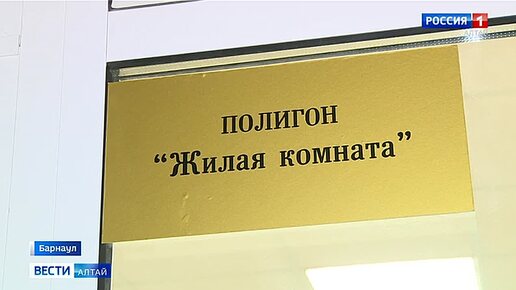 РОССИЯ 1
ПОЛИГОН
“Жилая комната”
Барнаул
ВЕСТИ АЛТАЙ